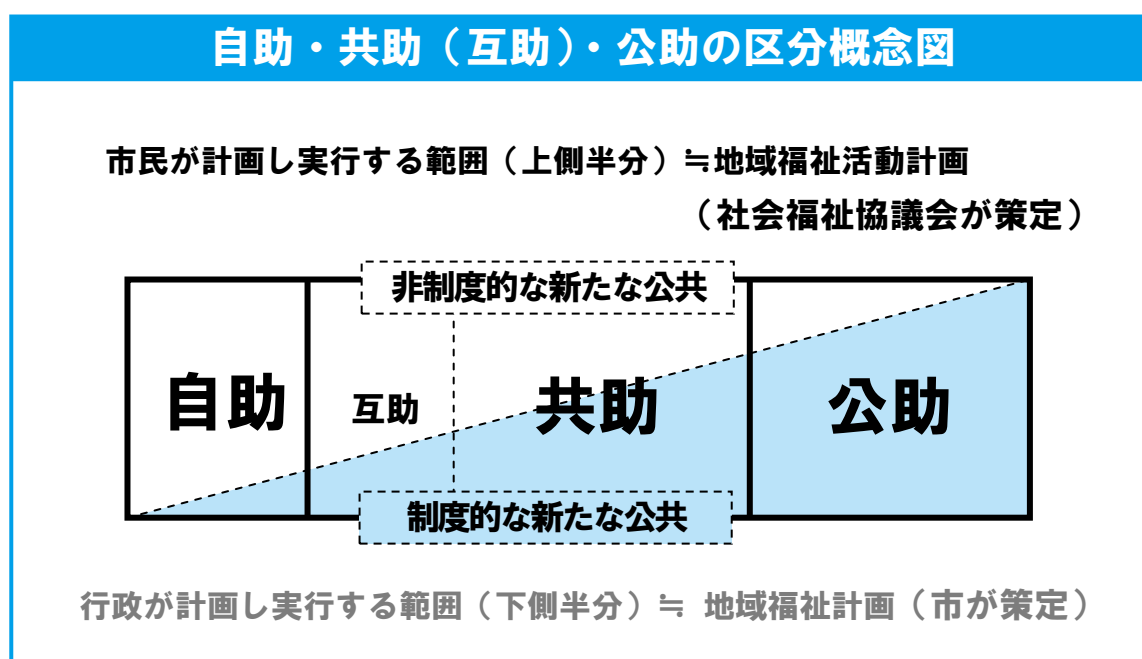 自助・共助（互助）・公助の区分概念図
市民が計画し実行する範囲（上側半分）≒地域福祉活動計画
（社会福祉協議会が策定）
非制度的な新たな公共
自助
互助
共助
公助
制度的な新たな公共
行政が計画し実行する範囲（下側半分）≒ 地域福祉計画（市が策定）